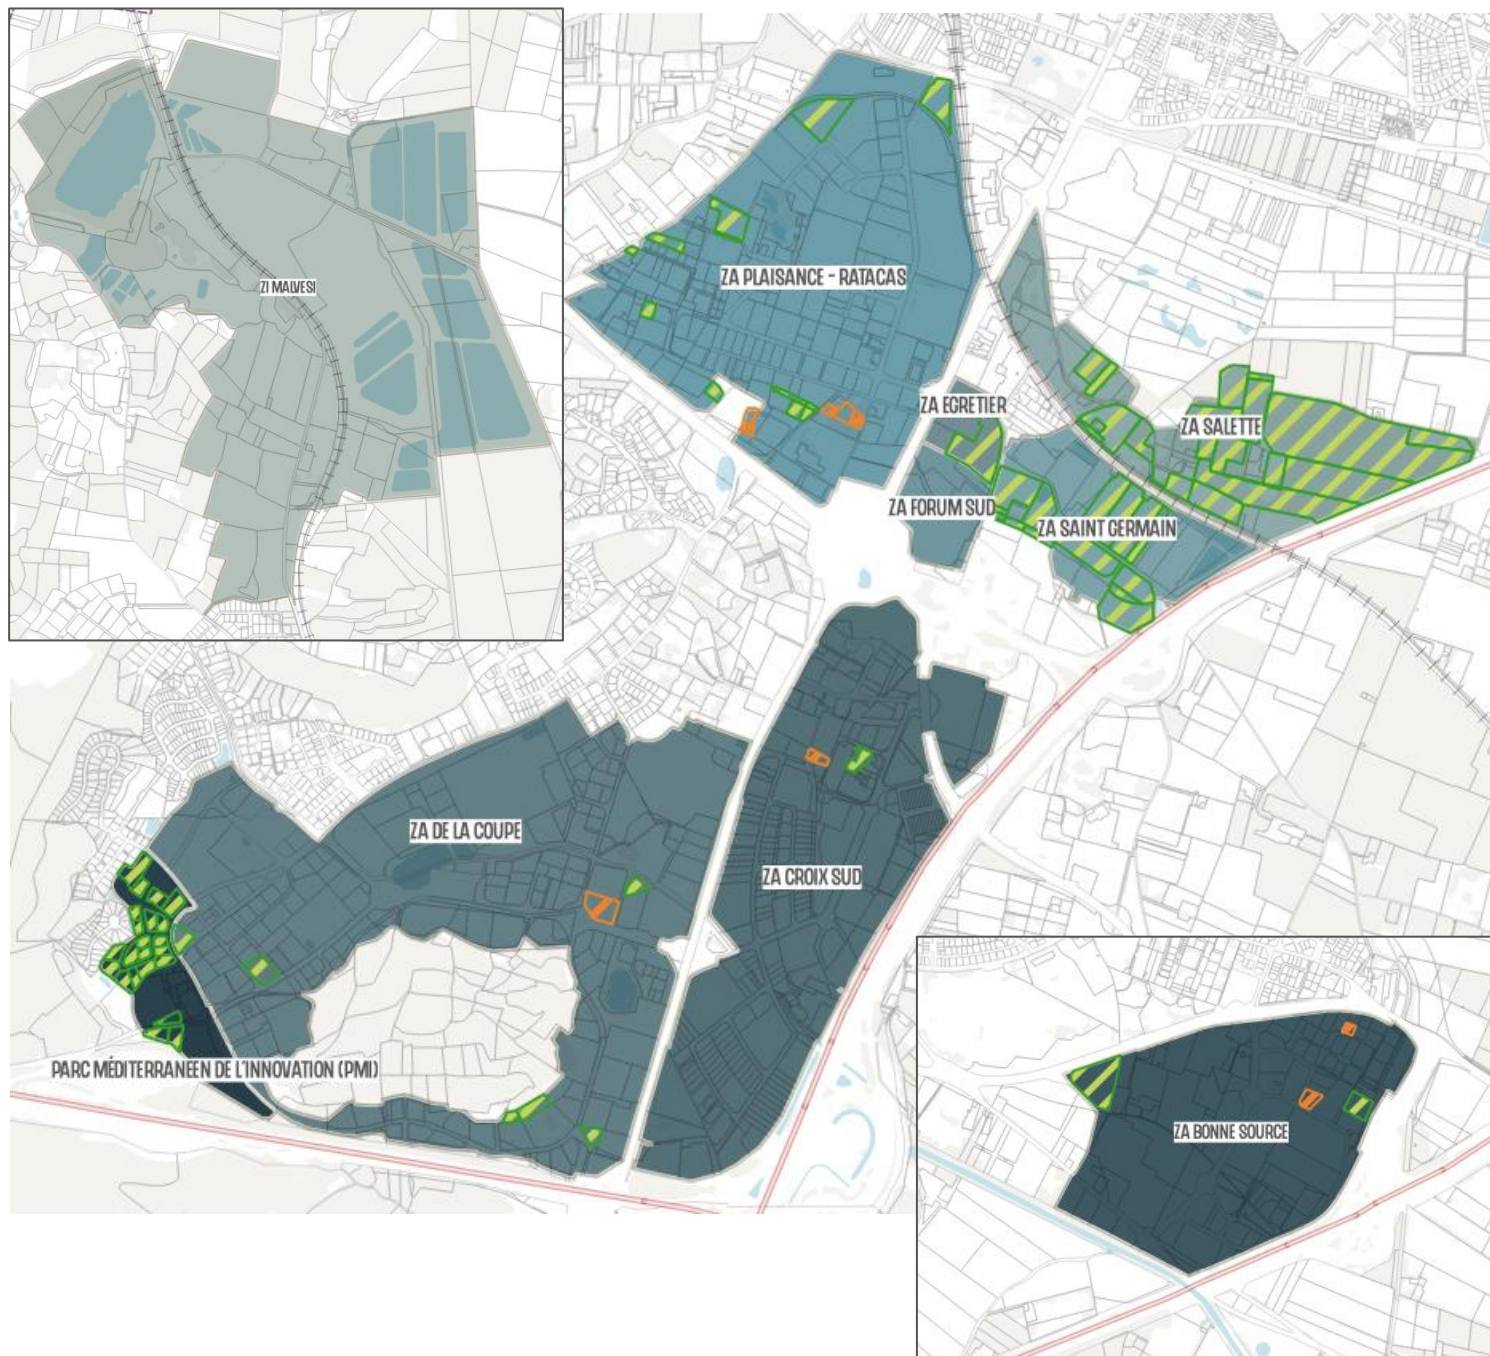 ZI MALVESI
ZA PLAISANCE - RATACAS
ZA EGRETIER
ZA SALETTE
ZA FORUM SUD
ZA SAINT GERMAIN
ZA DE LA COUPE
ZA CROIX SUD
PARC MÉDITERRANEEN DE L'INNOVATION (PMI)
ZA BONNE SOURCE